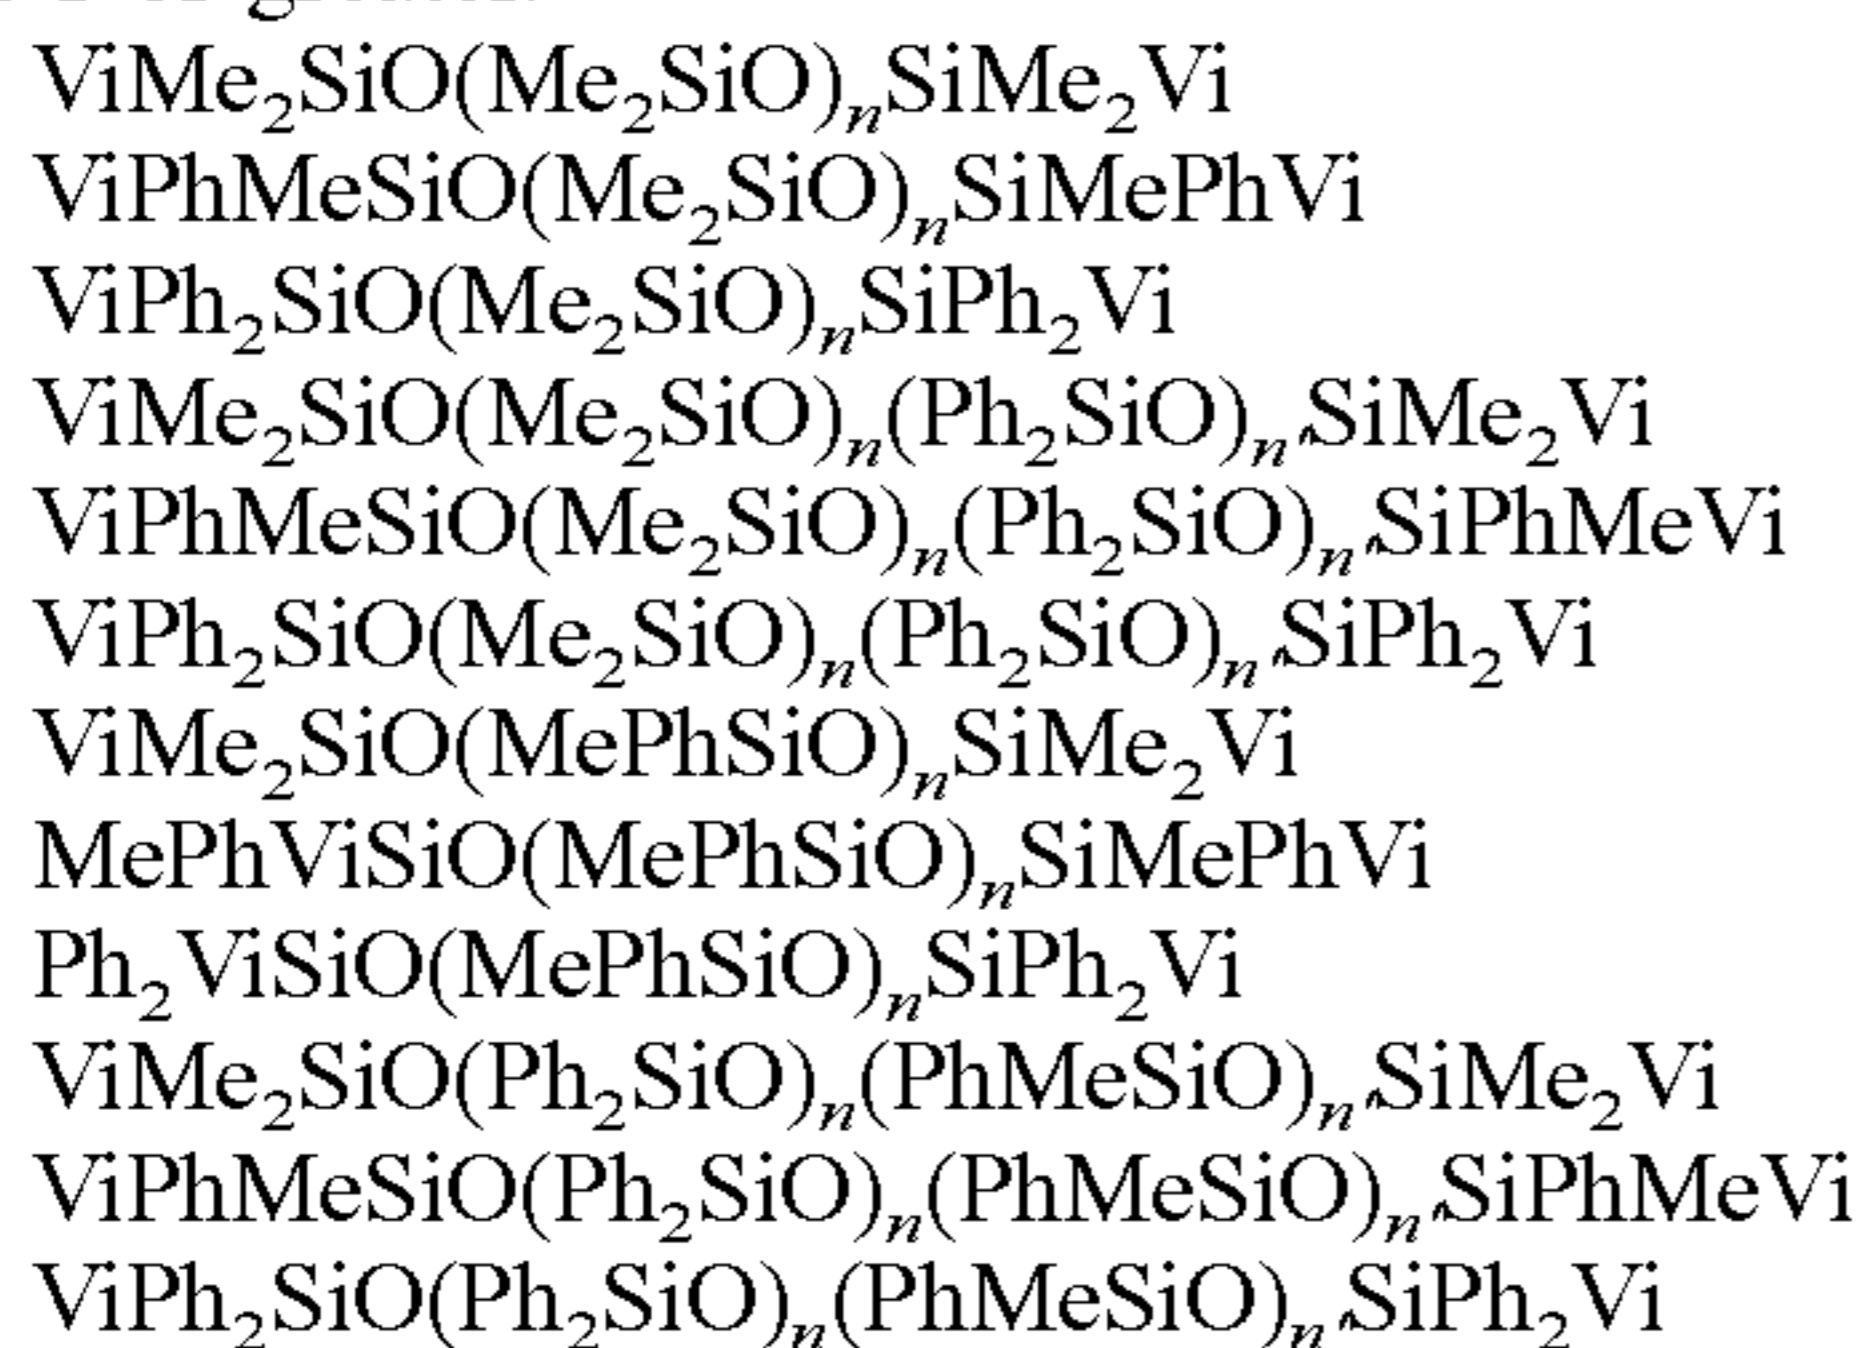 ViMe₂SiO(Me₂SiO)ₙSiMe₂Vi
ViPhMeSiO(Me₂SiO)ₙSiMePhVi
ViPh₂SiO(Me₂SiO)ₙSiPh₂Vi
ViMe₂SiO(Me₂SiO)ₙ(Ph₂SiO)ₙ'SiMe₂Vi
ViPhMeSiO(Me₂SiO)ₙ(Ph₂SiO)ₙ'SiPhMeVi
ViPh₂SiO(Me₂SiO)ₙ(Ph₂SiO)ₙ'SiPh₂Vi
ViMe₂SiO(MePhSiO)ₙSiMe₂Vi
MePhViSiO(MePhSiO)ₙSiMePhVi
Ph₂ViSiO(MePhSiO)ₙSiPh₂Vi
ViMe₂SiO(Ph₂SiO)ₙ(PhMeSiO)ₙ'SiMe₂Vi
ViPhMeSiO(Ph₂SiO)ₙ(PhMeSiO)ₙ'SiPhMeVi
ViPh₂SiO(Ph₂SiO)ₙ(PhMeSiO)ₙ'SiPh₂Vi